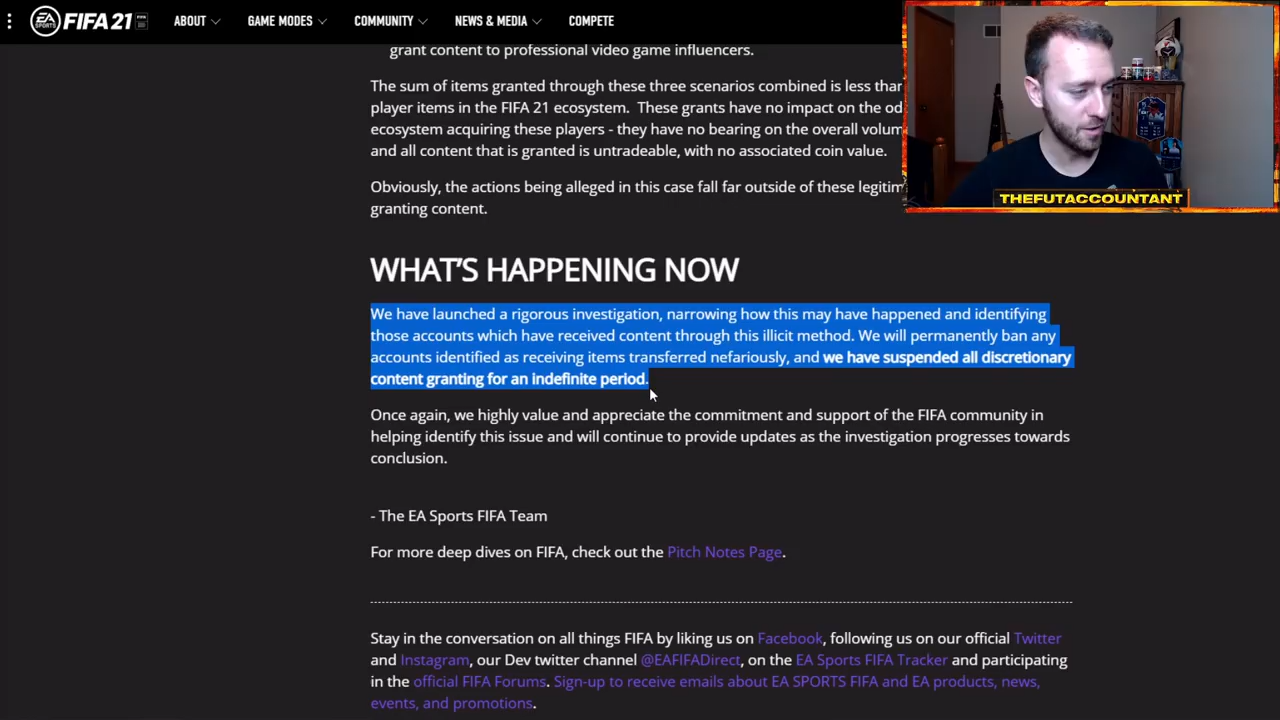 EA SPORTS FIFA 21 ABOUT GAME MODES COMMUNITY NEWS & MEDIA COMPETE
grant content to professional video game influencers.
The sum of items granted through these three scenarios combined is less than
player items in the FIFA 21 ecosystem. These grants have no impact on the
ecosystem acquiring these players - they have no bearing on the overall
and all content that is granted is untradeable, with no associated coin value.
Obviously, the actions being alleged in this case fall far outside of these
granting content.
THEFUTACCOUNTANT
WHAT'S HAPPENING NOW
We have launched a rigorous investigation, narrowing how this may have happened and identifying
those accounts which have received content through this illicit method. We will permanently ban any
accounts identified as receiving items transferred nefariously, and we have suspended all discretionary
content granting for an indefinite period.
Once again, we highly value and appreciate the commitment and support of the FIFA community in
helping identify this issue and will continue to provide updates as the investigation progresses towards
conclusion.
- The EA Sports FIFA Team
For more deep dives on FIFA, check out the Pitch Notes Page.
Stay in the conversation on all things FIFA by liking us on Facebook, following us on our official Twitter
and Instagram, our Dev twitter channel @EAFIFADirect, on the EA Sports FIFA Tracker and participating
in the official FIFA Forums. Sign-up to receive emails about EA SPORTS FIFA and EA products, news,
events, and promotions.